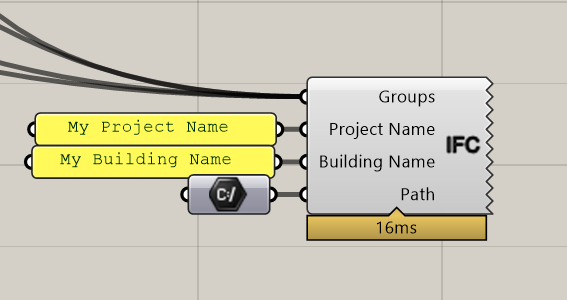 Groups
My Project Name
Project Name
My Building Name
Building Name
IFC
C:/
Path
16ms